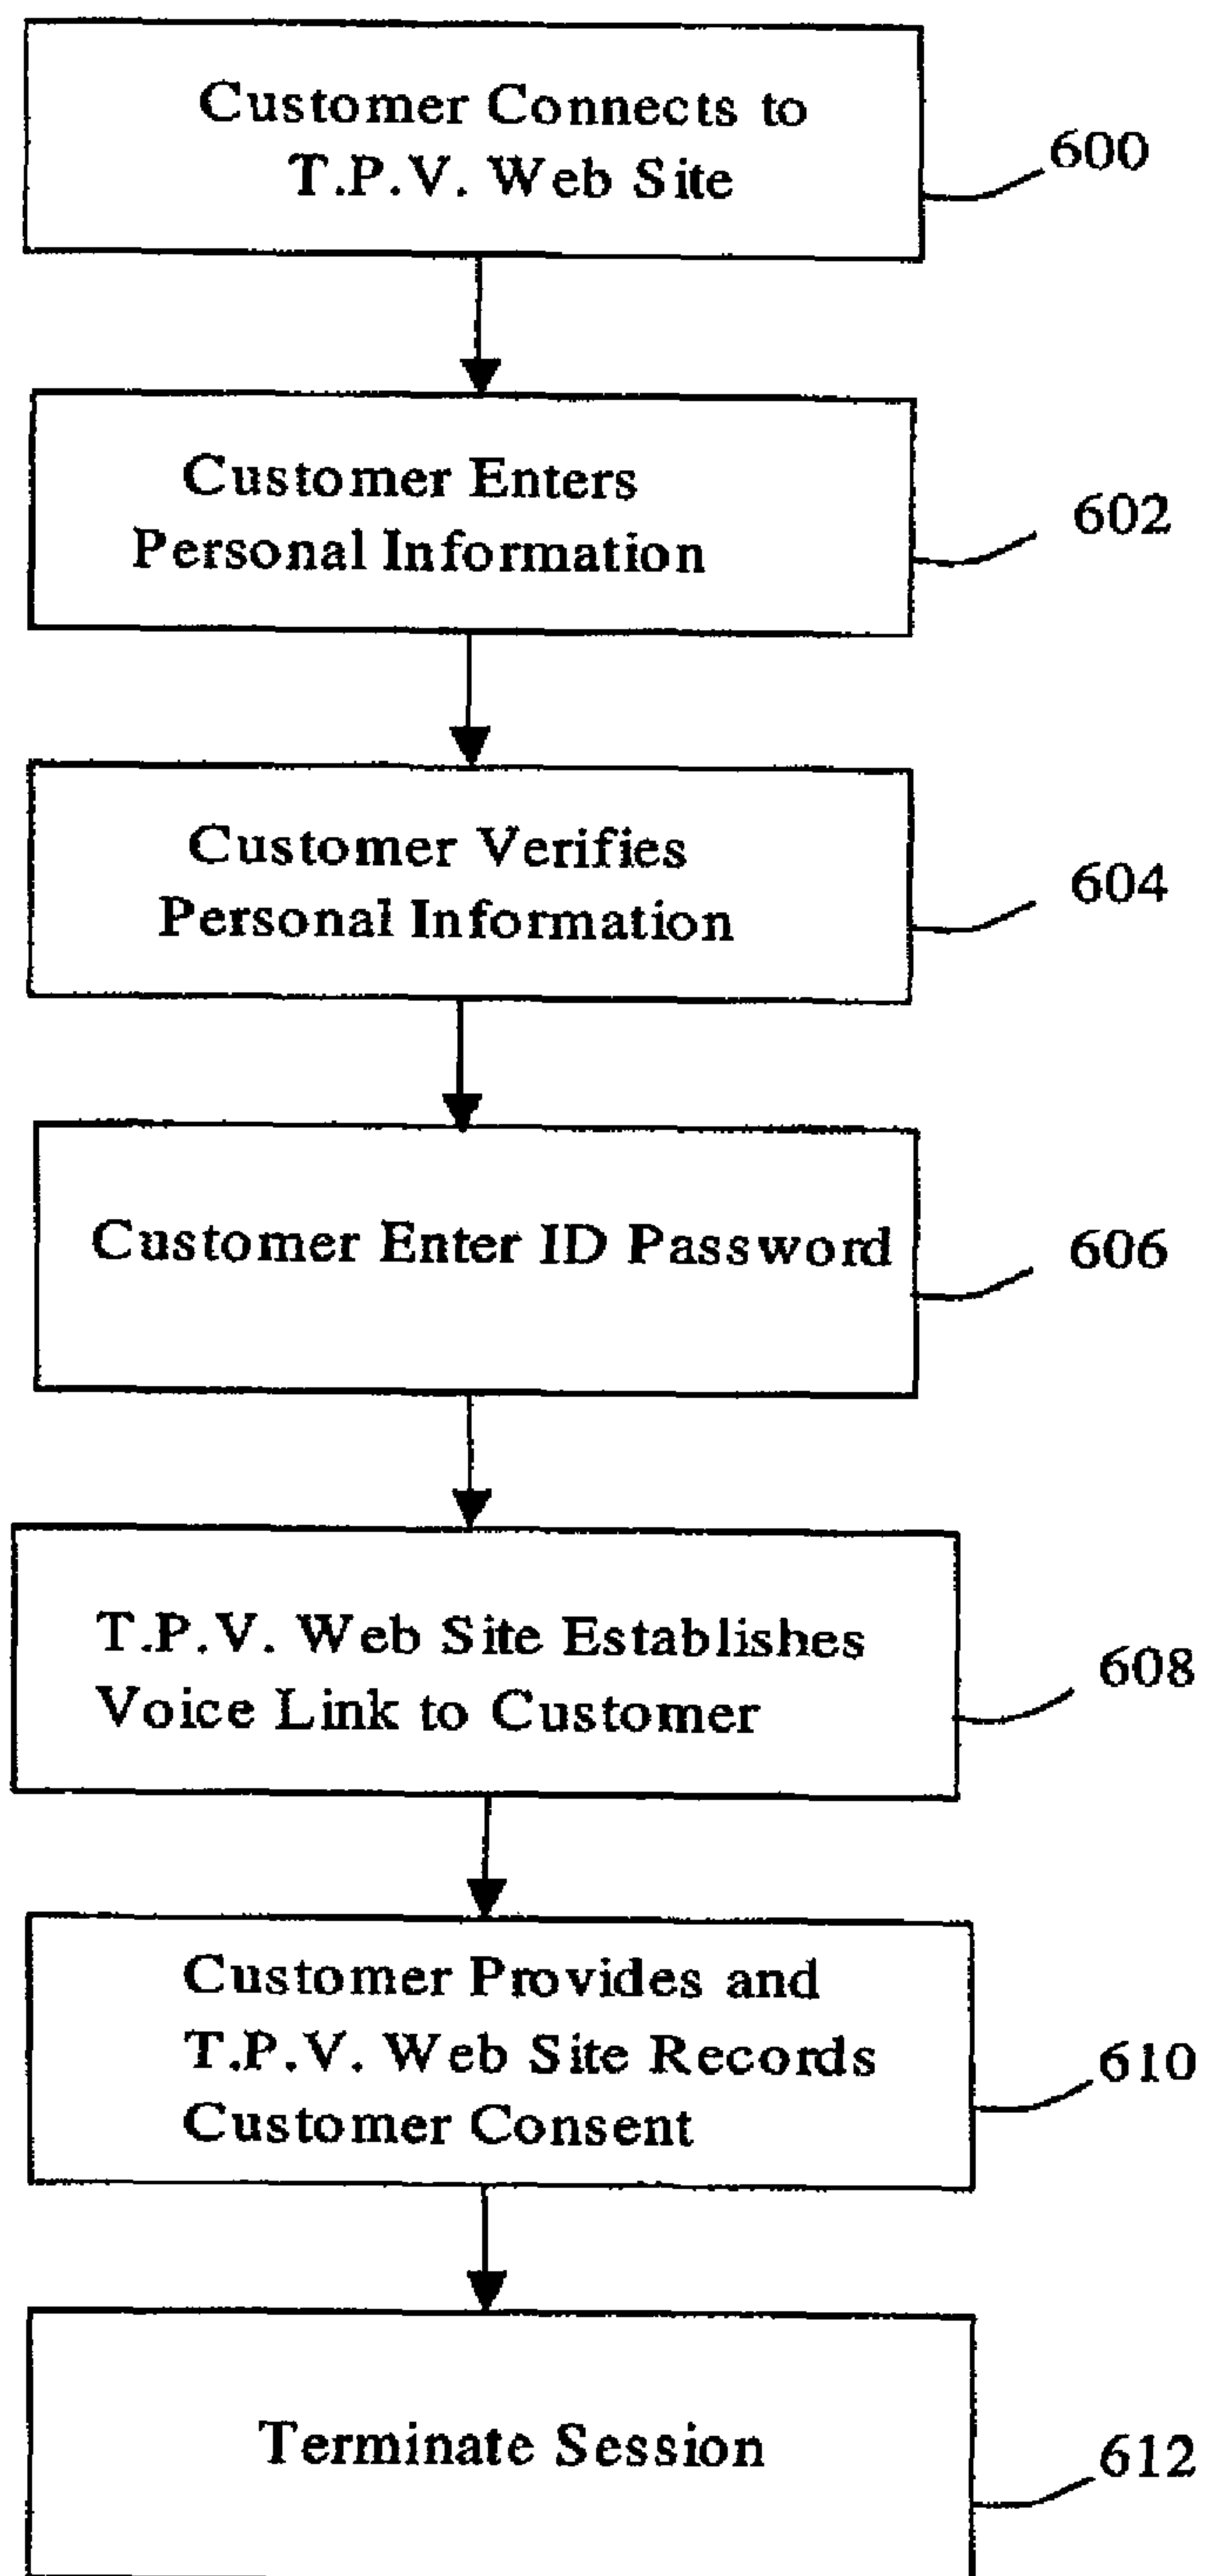 Customer Connects to
T.P.V. Web Site
600
Customer Enters
Personal Information
602
Customer Verifies
Personal Information
604
Customer Enter ID Password
606
T.P.V. Web Site Establishes
Voice Link to Customer
608
Customer Provides and
T.P.V. Web Site Records
Customer Consent
610
Terminate Session
612